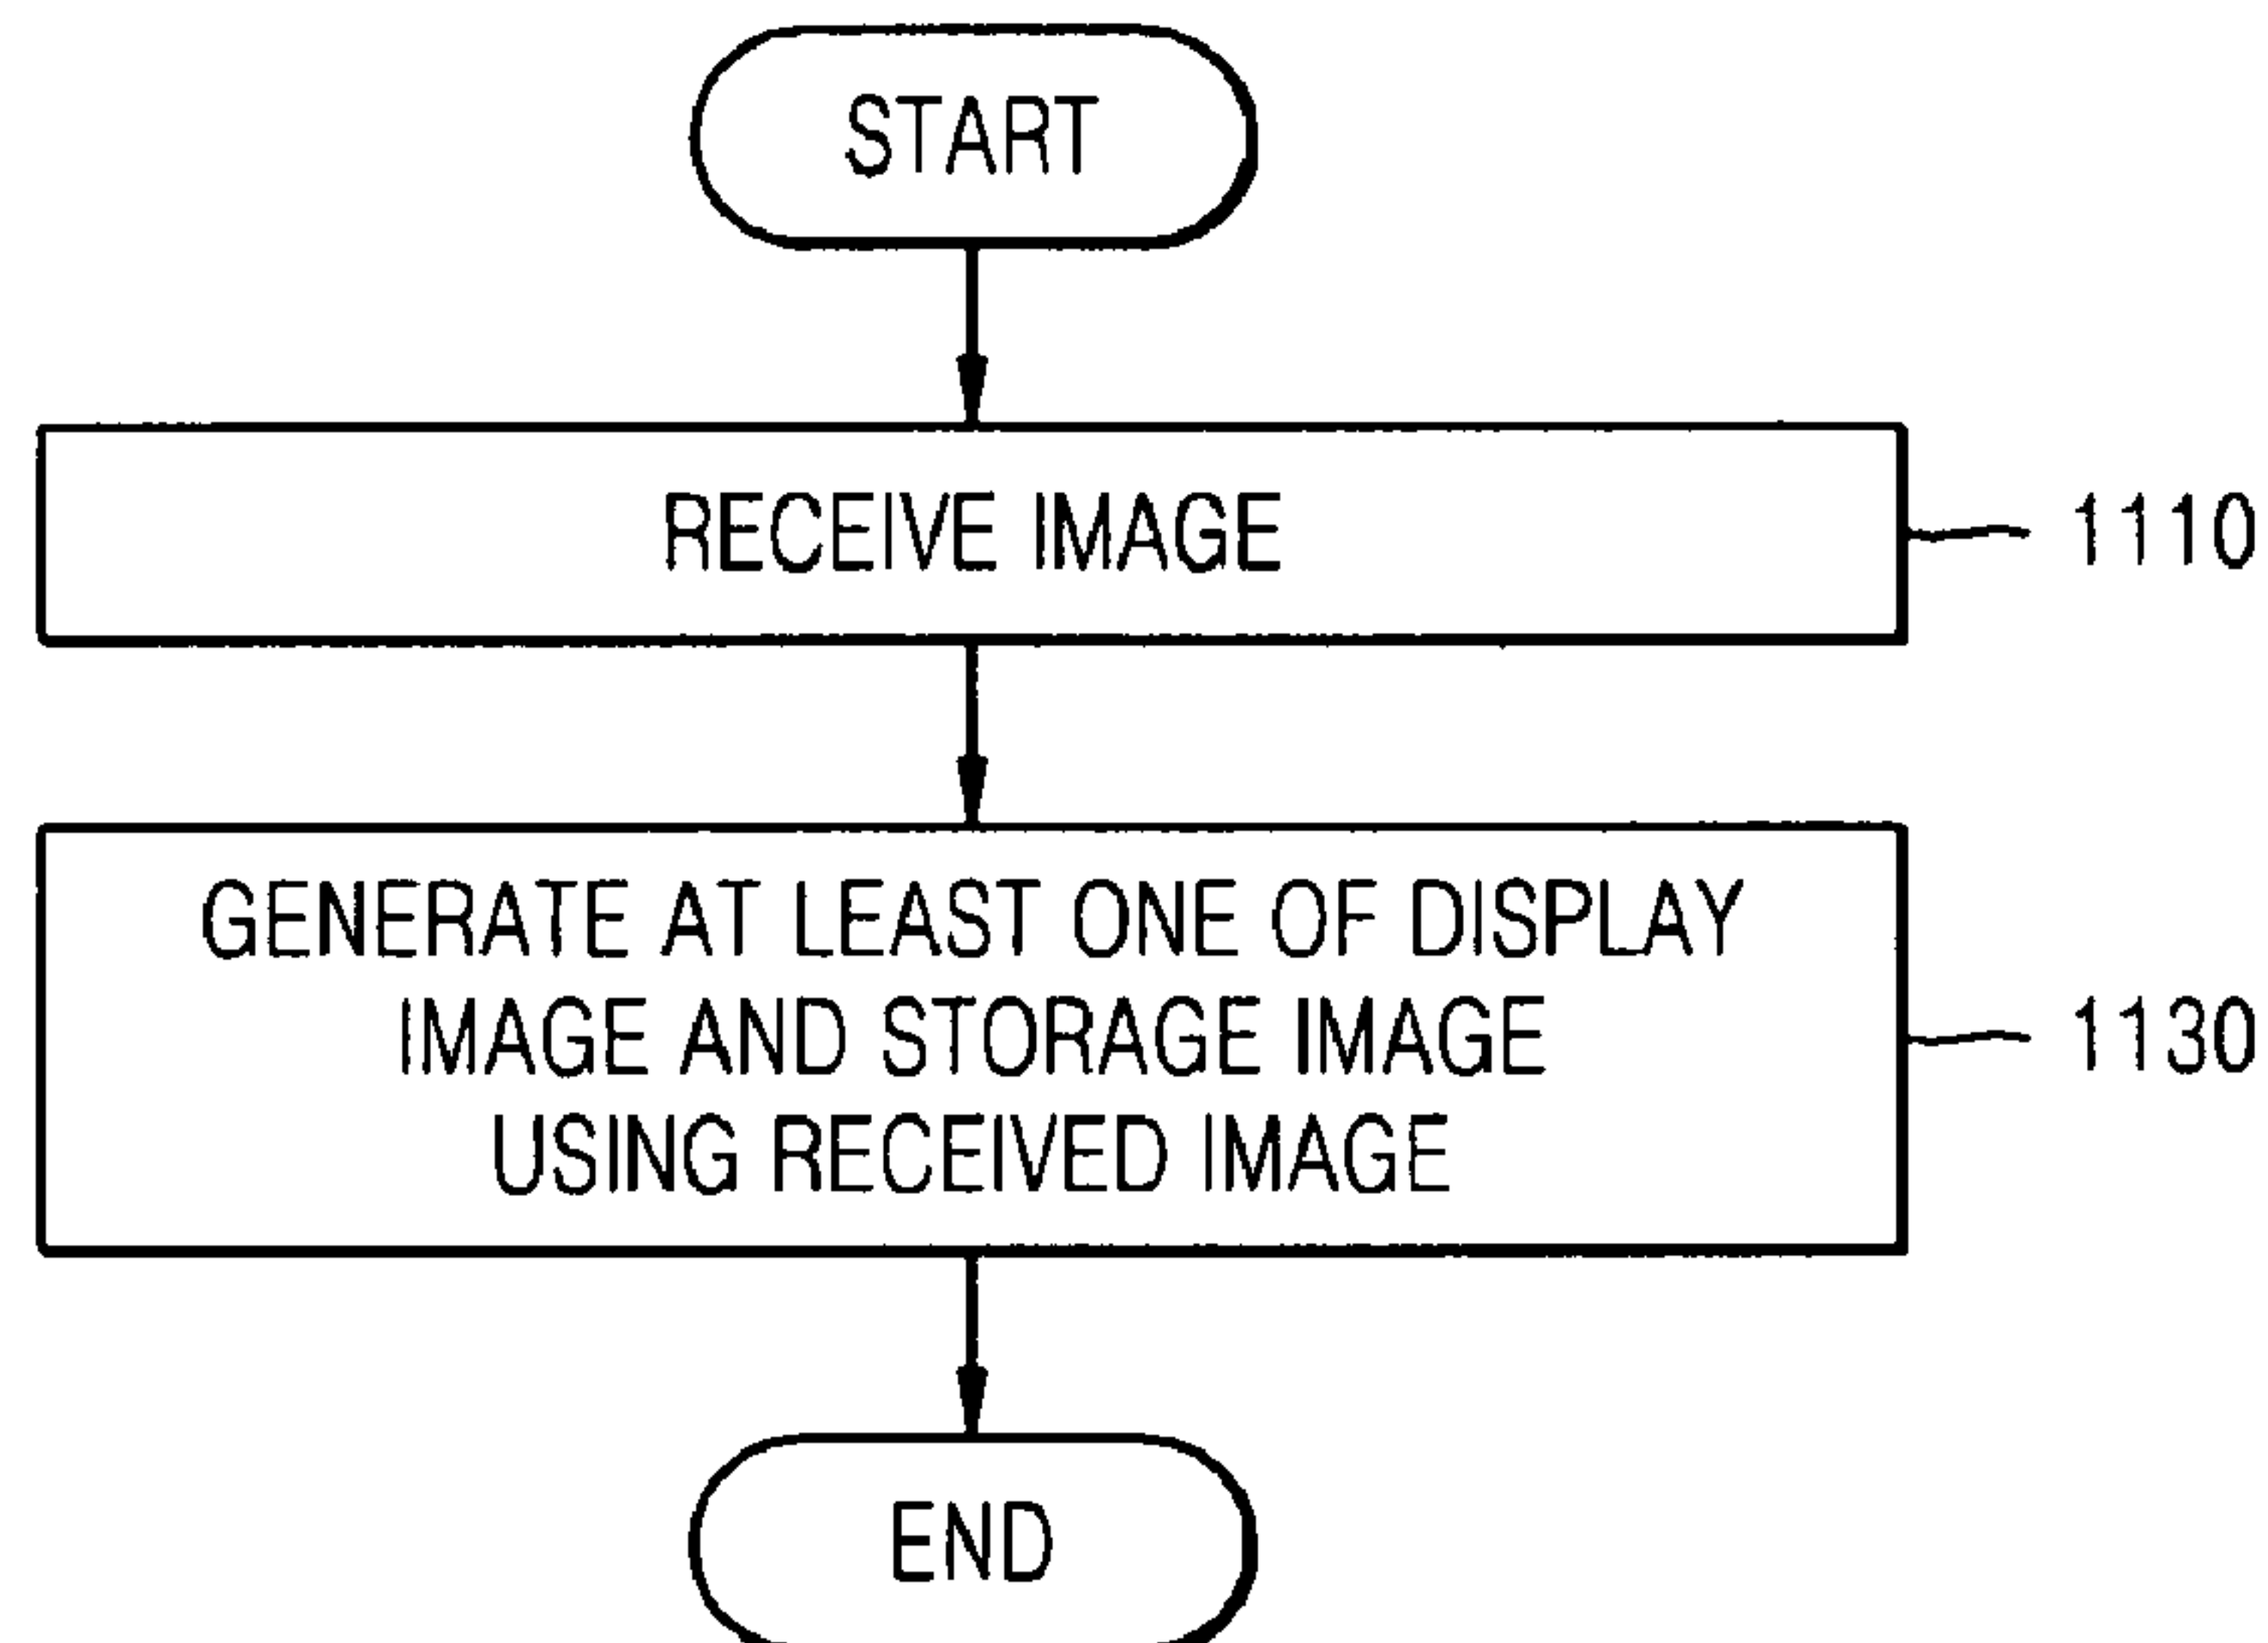 START
RECEIVE IMAGE
1110
GENERATE AT LEAST ONE OF DISPLAY
IMAGE AND STORAGE IMAGE
USING RECEIVED IMAGE
1130
END